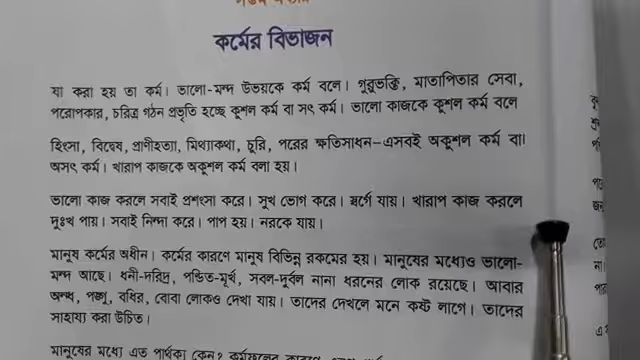 কর্মের বিভাজন
যা করা হয় তা কর্ম। ভালো-মন্দ উভয়কে কর্ম বলে। গুরুভক্তি, মাতাপিতার সেবা,
পরোপকার, চরিত্র গঠন প্রভৃতি হচ্ছে কুশল কর্ম বা সৎ কর্ম। ভালো কাজকে কুশল কর্ম বলে
হিংসা, বিদ্বেষ, প্রাণীহত্যা, মিথ্যাকথা, চুরি, পরের ক্ষতিসাধন–এসবই অকুশল কর্ম বা
অসৎ কর্ম। খারাপ কাজকে অকুশল কর্ম বলা হয়।
ভালো কাজ করলে সবাই প্রশংসা করে। সুখ ভোগ করে। স্বর্গে যায়। খারাপ কাজ করলে
দুঃখ পায়। সবাই নিন্দা করে। পাপ হয়। নরকে যায়।
মানুষ কর্মের অধীন। কর্মের কারণে মানুষ বিভিন্ন রকমের হয়। মানুষের মধ্যেও ভালো-
মন্দ আছে। ধনী-দরিদ্র, পণ্ডিত-মূর্খ, সবল-দুর্বল নানা ধরনের লোক রয়েছে। আবার
অন্ধ, পঙ্গু, বধির, বোবা লোকও দেখা যায়। তাদের দেখলে মনে কষ্ট লাগে। তাদের
সাহায্য করা উচিত।
মানুষের মধ্যে এত পার্থক্য কেন? কর্মফলের কারণে